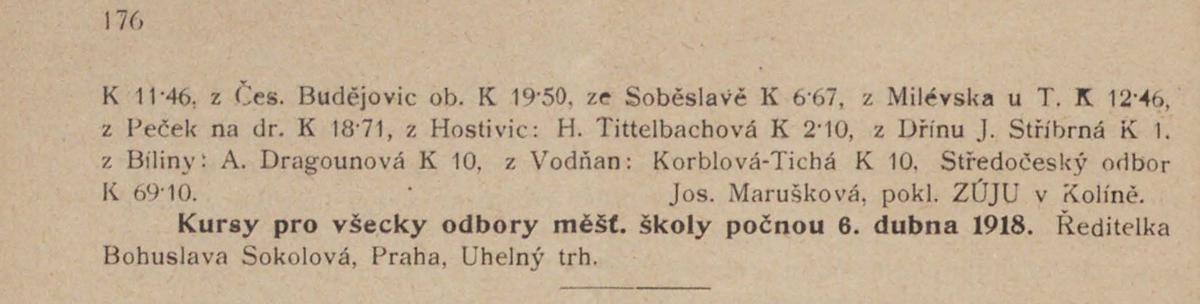 176
K 11·46, z Čes. Budějovic ob. K 19·50, ze Soběslavě K 6·67, z Milévska u T. K 12·46,
z Peček na dr. K 18·71, z Hostivic: H. Tittelbachová K 2·10, z Dřínu J. Stříbrná K 1.
z Bíliny: A. Dragounová K 10, z Vodňan: Korblová-Tichá K 10, Středočeský odbor
K 69·10. Jos. Marušková, pokl. ZÚJU v Kolíně.
Kursy pro všecky odbory měšť. školy počnou 6. dubna 1918. Ředitelka
Bohuslava Sokolová, Praha, Uhelný trh.